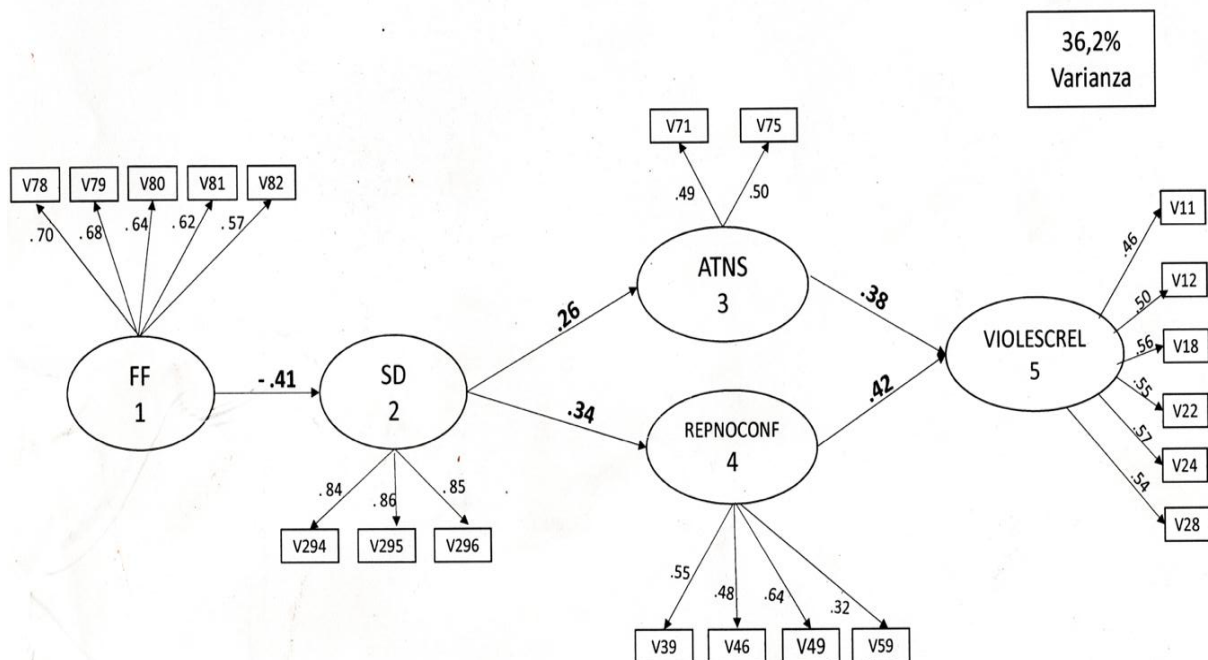 36,2%
Varianza
V71
V75
.49
.50
V78
V79
V80
V81
V82
.70
.68
.64
.62
.57
V11
V12
V18
V22
V24
V28
.46
.50
.56
.55
.57
.54
ATNS
3
.26
.38
FF
1
-.41
SD
2
VIOLESCREL
5
.34
.42
REPNOCONF
4
.84
.86
.85
V294
V295
V296
.55
.48
.64
.32
V39
V46
V49
V59